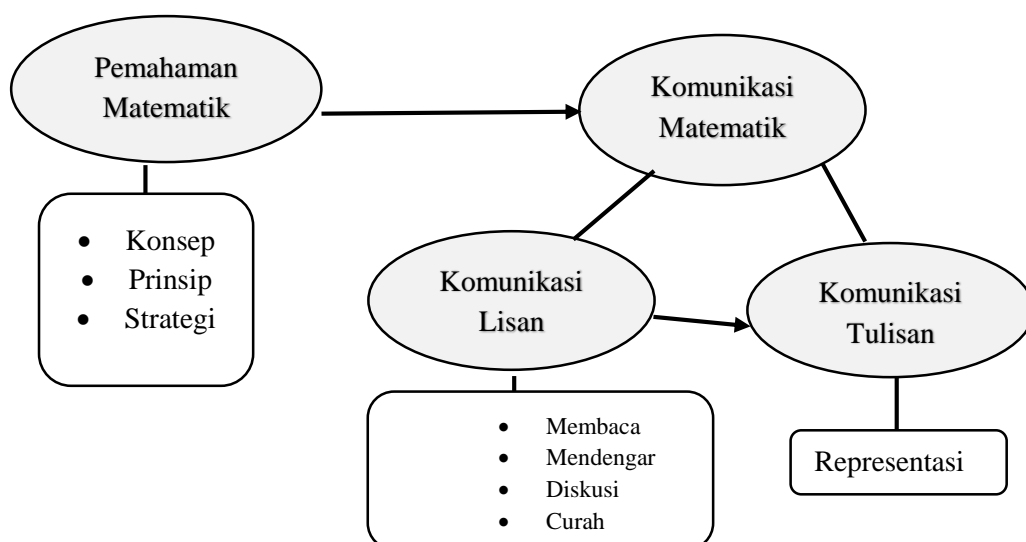 Pemahaman
Matematik
Komunikasi
Matematik
• Konsep
• Prinsip
• Strategi
Komunikasi
Lisan
Komunikasi
Tulisan
• Membaca
• Mendengar
• Diskusi
• Curah
Representasi